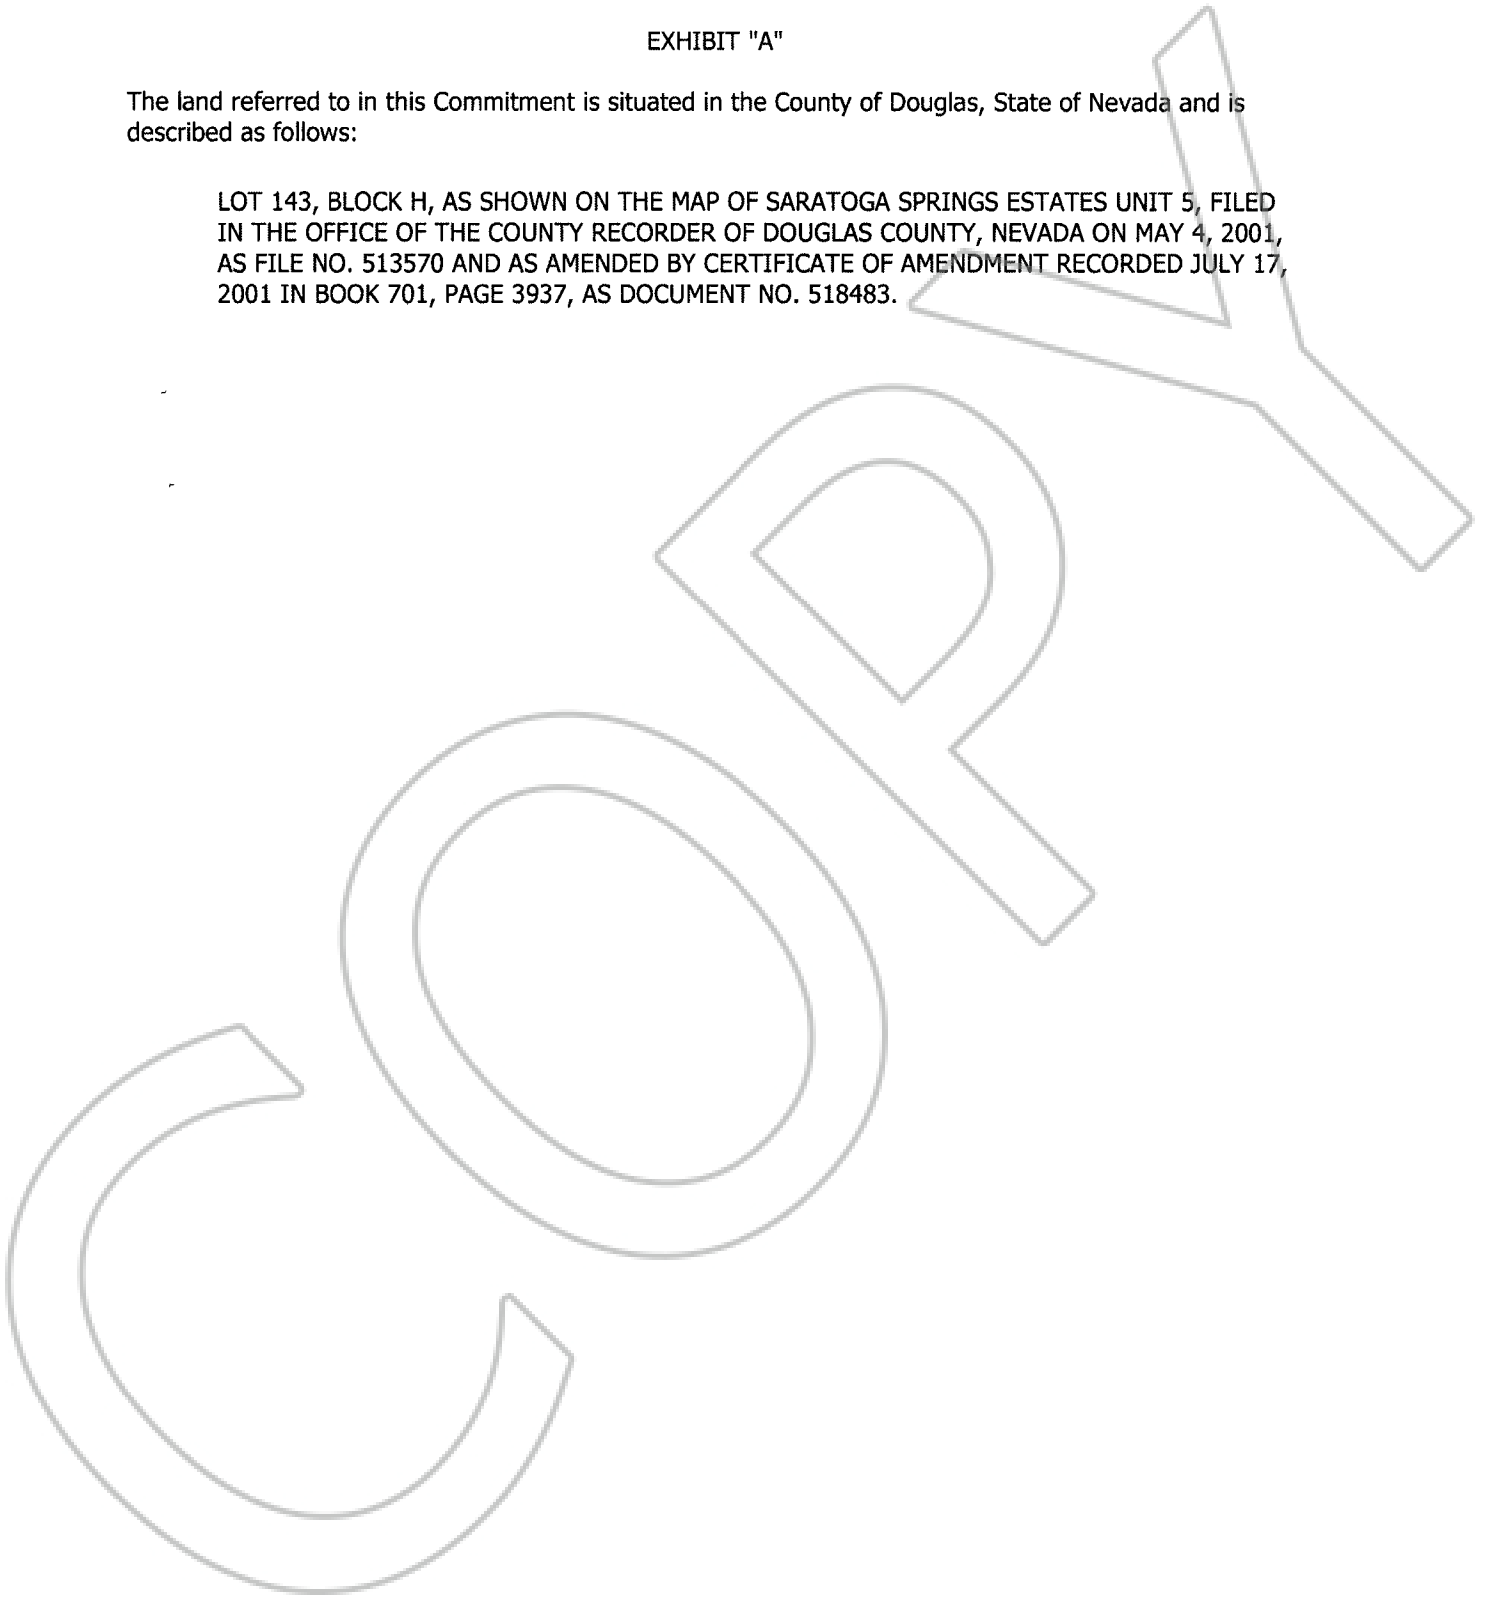 EXHIBIT "A"
The land referred to in this Commitment is situated in the County of Douglas, State of Nevada and is
described as follows:
LOT 143, BLOCK H, AS SHOWN ON THE MAP OF SARATOGA SPRINGS ESTATES UNIT 5, FILED
IN THE OFFICE OF THE COUNTY RECORDER OF DOUGLAS COUNTY, NEVADA ON MAY 4, 2001,
AS FILE NO. 513570 AND AS AMENDED BY CERTIFICATE OF AMENDMENT RECORDED JULY 17,
2001 IN BOOK 701, PAGE 3937, AS DOCUMENT NO. 518483.
COPY